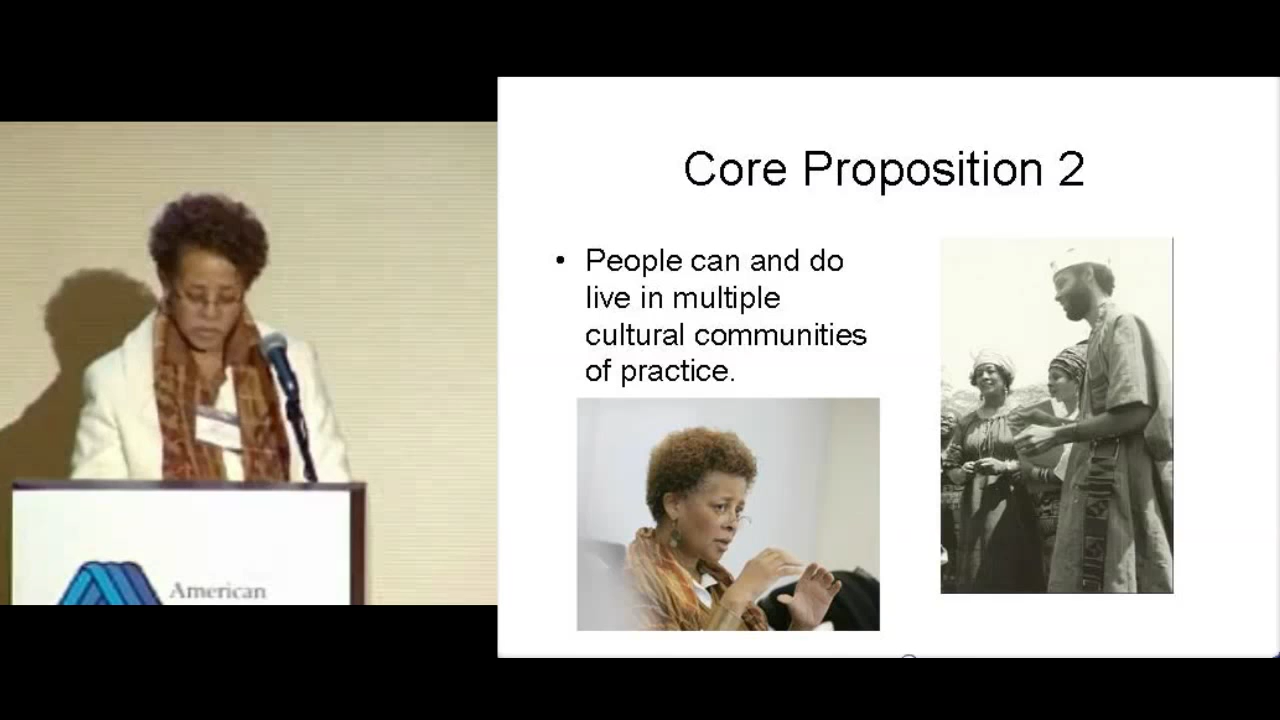 Core Proposition 2
• People can and do
live in multiple
cultural communities
of practice.
American